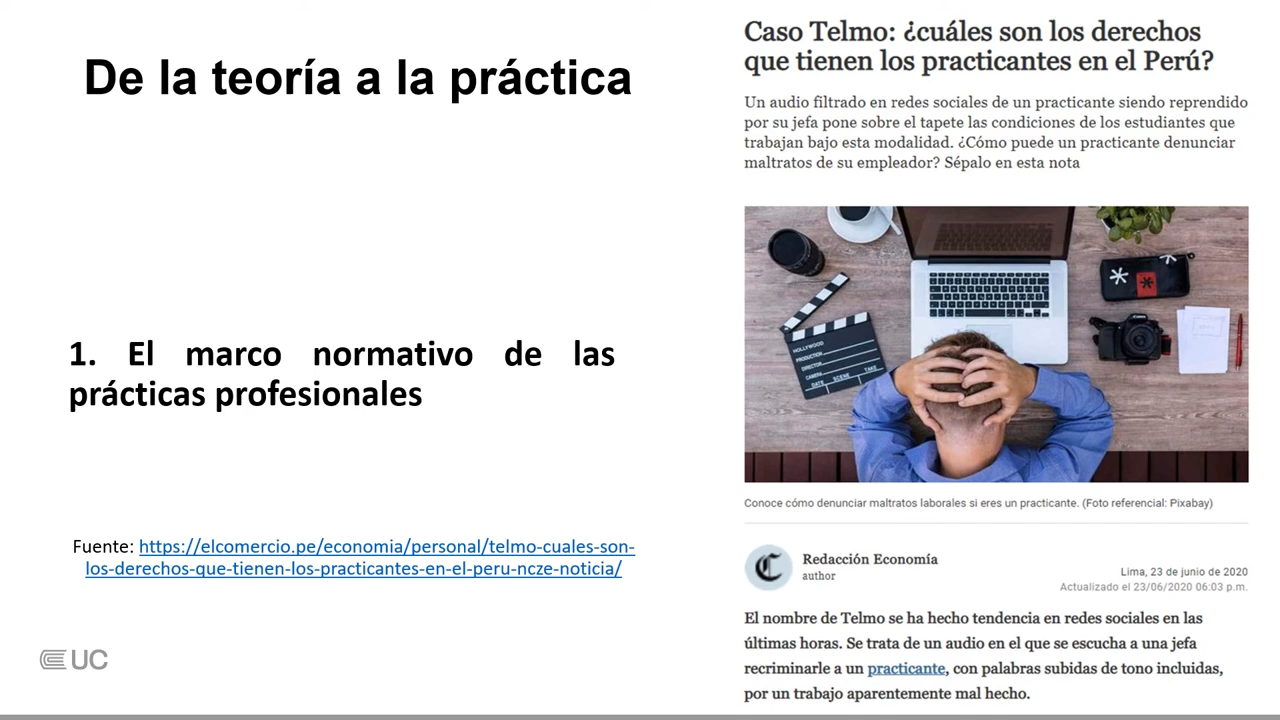 De la teoría a la práctica
1. El marco normativo de las
prácticas profesionales
Fuente: https://elcomercio.pe/economia/personal/telmo-cuales-son-
los-derechos-que-tienen-los-practicantes-en-el-peru-ncze-noticia/
UC
Caso Telmo: ¿cuáles son los derechos
que tienen los practicantes en el Perú?
Un audio filtrado en redes sociales de un practicante siendo reprendido
por su jefa pone sobre el tapete las condiciones de los estudiantes que
trabajan bajo esta modalidad. ¿Cómo puede un practicante denunciar
maltratos de su empleador? Sépalo en esta nota
HOLLYWOOD
PRODUCTION
DIRECTOR
CAMERA
DATE SCENE TAKE
Conoce cómo denunciar maltratos laborales si eres un practicante. (Foto referencial: Pixabay)
Redacción Economía
author
Lima, 23 de junio de 2020
Actualizado el 23/06/2020 06:03 p.m.
El nombre de Telmo se ha hecho tendencia en redes sociales en las
últimas horas. Se trata de un audio en el que se escucha a una jefa
recriminarle a un practicante, con palabras subidas de tono incluidas,
por un trabajo aparentemente mal hecho.